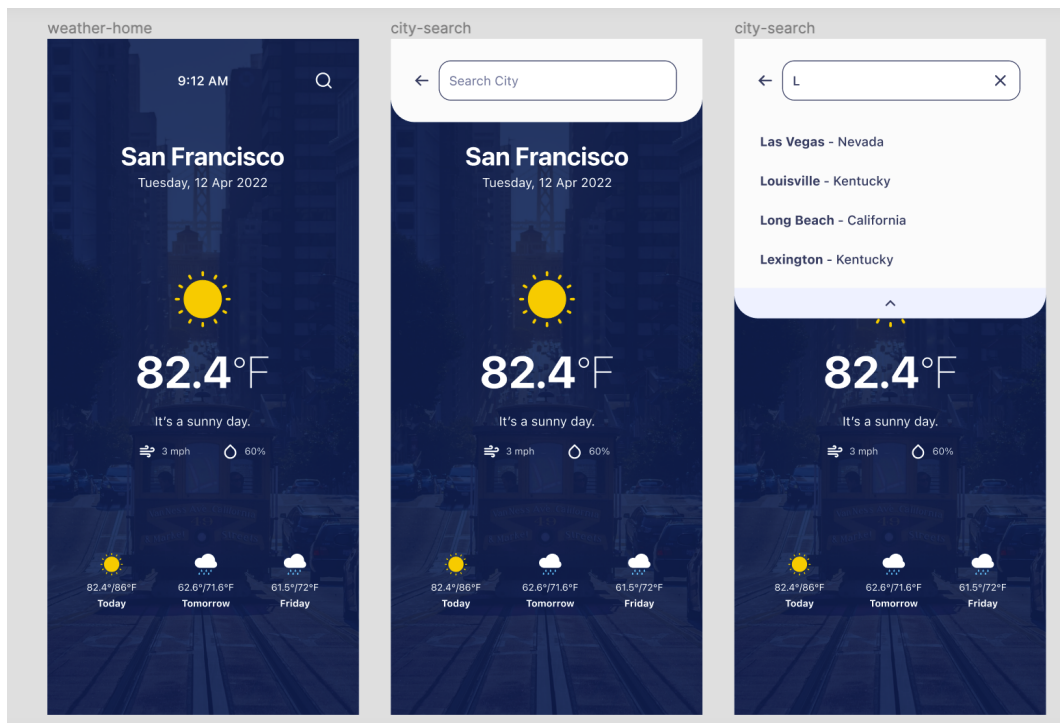 weather-home
9:12 AM
San Francisco
Tuesday, 12 Apr 2022
82.4°F
It's a sunny day.
3 mph 60%
82.4°/86°F 62.6°/71.6°F 61.5°/72°F
Today Tomorrow Friday
city-search
Search City
San Francisco
Tuesday, 12 Apr 2022
82.4°F
It's a sunny day.
3 mph 60%
82.4°/86°F 62.6°/71.6°F 61.5°/72°F
Today Tomorrow Friday
city-search
L
Las Vegas - Nevada
Louisville - Kentucky
Long Beach - California
Lexington - Kentucky
82.4°F
It's a sunny day.
3 mph 60%
82.4°/86°F 62.6°/71.6°F 61.5°/72°F
Today Tomorrow Friday